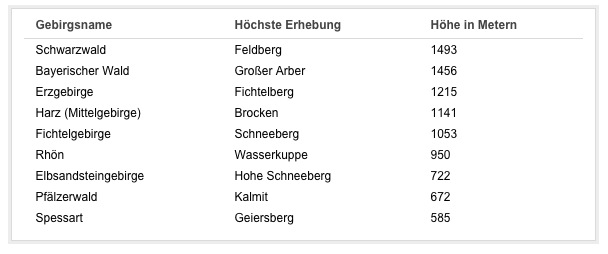 Gebirgsname Höchste Erhebung Höhe in Metern
Schwarzwald Feldberg 1493
Bayerischer Wald Großer Arber 1456
Erzgebirge Fichtelberg 1215
Harz (Mittelgebirge) Brocken 1141
Fichtelgebirge Schneeberg 1053
Rhön Wasserkuppe 950
Elbsandsteingebirge Hohe Schneeberg 722
Pfälzerwald Kalmit 672
Spessart Geiersberg 585